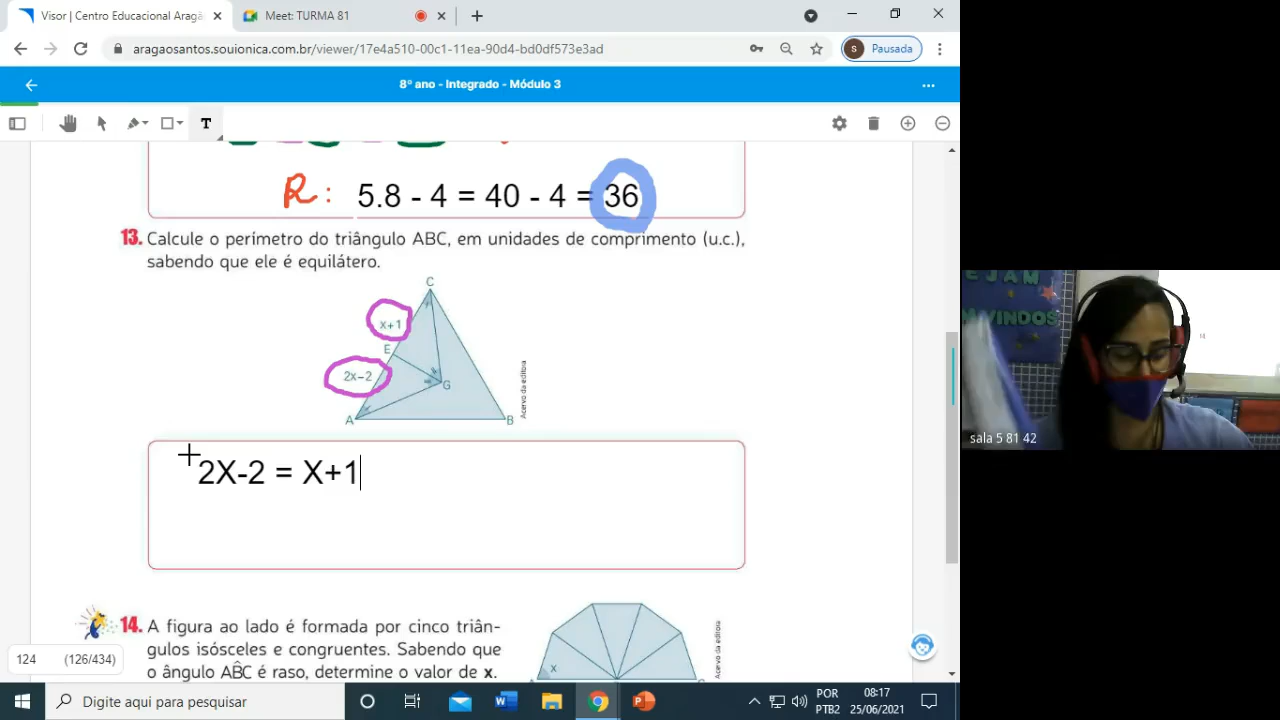 Visor | Centro Educacional Aragã
Meet: TURMA 81
aragaosantos.souionica.com.br/viewer/17e4a510-00c1-11ea-90d4-bd0df573e3ad
s
Pausada
8º ano - Integrado - Módulo 3
T
R: 5.8 - 4 = 40 - 4 = 36
13. Calcule o perímetro do triângulo ABC, em unidades de comprimento (u.c.),
sabendo que ele é equilátero.
C
x+1
E
2x-2
G
A
B
Acervo da editora
2X-2 = X+1
14. A figura ao lado é formada por cinco triân-
gulos isósceles e congruentes. Sabendo que
o ângulo AB̂C é raso, determine o valor de x.
x
Acervo da editora
124 (126/434)
EJAM
VINDOS
sala 5 81 42
Digite aqui para pesquisar
POR
PTB2
08:17
25/06/2021